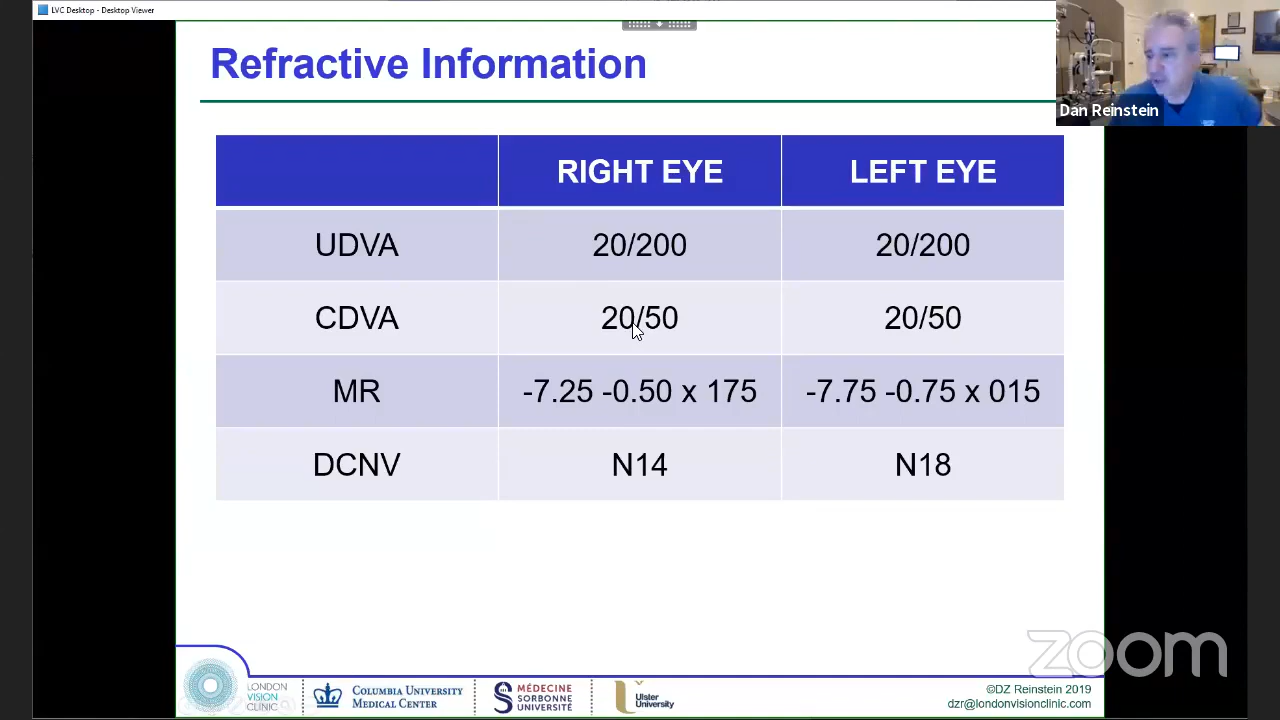 LVC Desktop - Desktop Viewer
Refractive Information
Dan Reinstein
RIGHT EYE LEFT EYE
UDVA 20/200 20/200
CDVA 20/50 20/50
MR -7.25 -0.50 x 175 -7.75 -0.75 x 015
DCNV N14 N18
zoom
LONDON
VISION
CLINIC
COLUMBIA UNIVERSITY
MEDICAL CENTER
MÉDECINE
SORBONNE
UNIVERSITÉ
Ulster
University
©DZ Reinstein 2019
dzr@londonvisionclinic.com